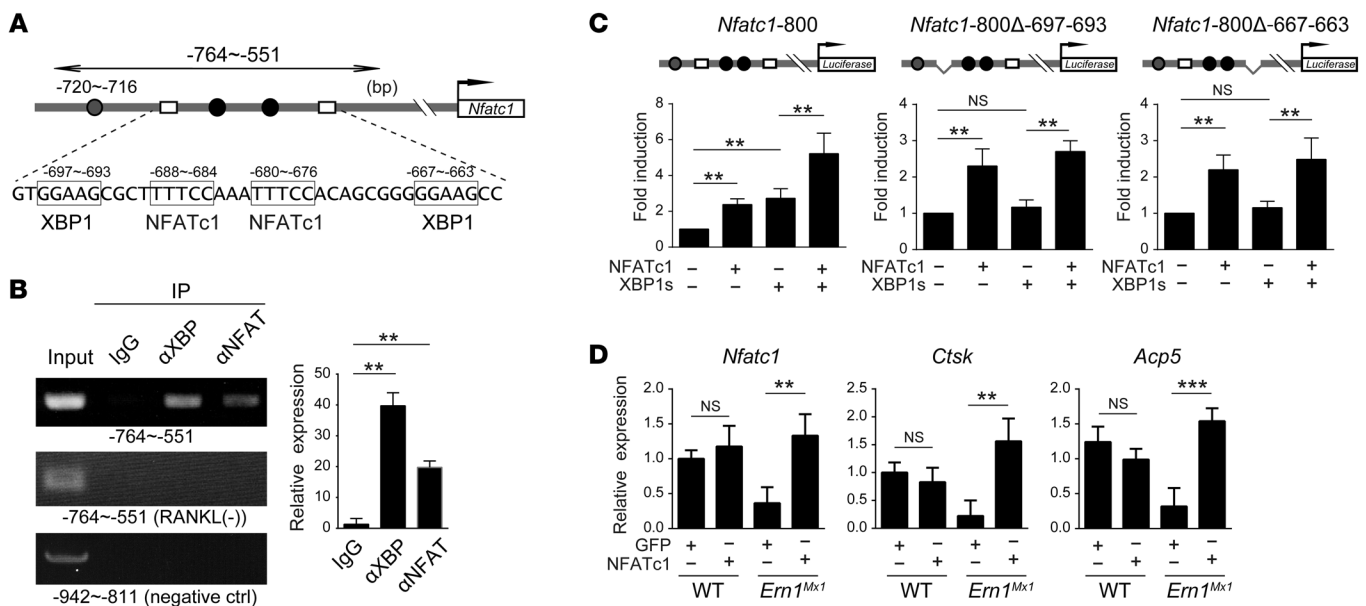 A
-764~-551
-720~-716
(bp)
Nfatc1
-697~-693
-688~-684
-680~-676
-667~-663
GTGGAAGCGCTTTTCCAAATTTCCACAGCGGGGGAAGCC
XBP1
NFATc1
NFATc1
XBP1
B
IP
Input
IgG
αXBP
αNFAT
-764~-551
-764~-551 (RANKL(-))
-942~-811 (negative ctrl)
Relative expression
50
40
30
20
10
0
**
**
IgG
αXBP
αNFAT
C
Nfatc1-800
Luciferase
Fold induction
8
6
4
2
0
**
**
**
NFATc1 – + – +
XBP1s – – + +
Nfatc1-800Δ-697-693
Luciferase
Fold induction
4
3
2
1
0
NS
**
**
NFATc1 – + – +
XBP1s – – + +
Nfatc1-800Δ-667-663
Luciferase
Fold induction
4
3
2
1
0
NS
**
**
NFATc1 – + – +
XBP1s – – + +
D
Nfatc1
Relative expression
2.0
1.5
1.0
0.5
0.0
NS
**
GFP + – + –
NFATc1 – + – +
WT
Ern1Mx1
Ctsk
2.5
2.0
1.5
1.0
0.5
0.0
NS
**
+ – + –
– + – +
WT
Ern1Mx1
Acp5
2.0
1.5
1.0
0.5
0.0
NS
***
+ – + –
– + – +
WT
Ern1Mx1